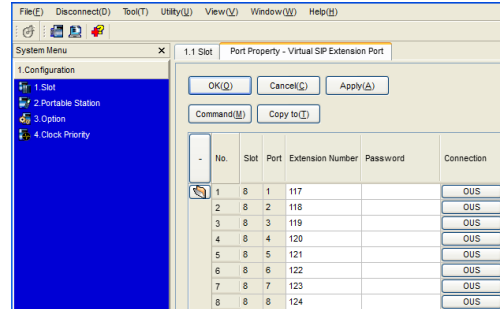 File(F) Disconnect(D) Tool(T) Utility(U) View(V) Window(W) Help(H)
System Menu x
1.1 Slot Port Property - Virtual SIP Extension Port
1.Configuration
1.Slot
2.Portable Station
3.Option
4.Clock Priority
OK(O) Cancel(C) Apply(A)
Command(M) Copy to(T)
- No. Slot Port Extension Number Password Connection
1 8 1 117 OUS
2 8 2 118 OUS
3 8 3 119 OUS
4 8 4 120 OUS
5 8 5 121 OUS
6 8 6 122 OUS
7 8 7 123 OUS
8 8 8 124 OUS